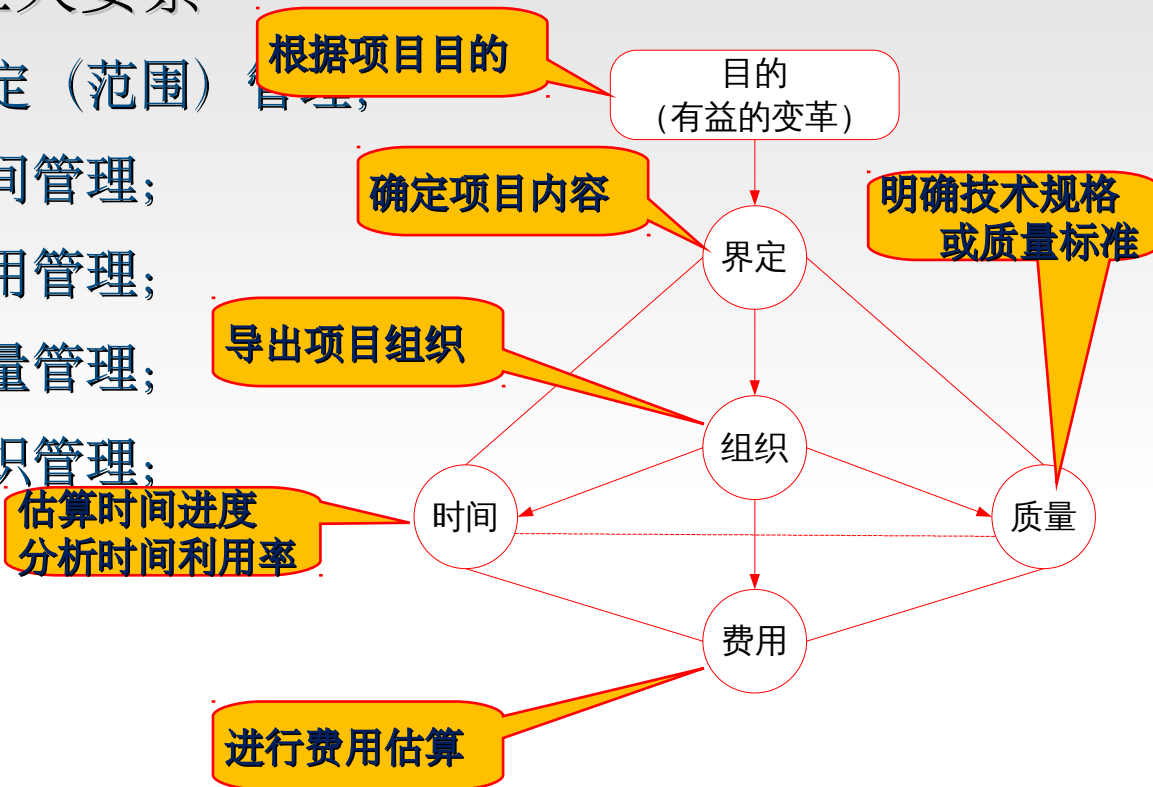 大要素
根据项目目的
定（范围）管理；
目的
（有益的变革）
间管理；
确定项目内容
明确技术规格
或质量标准
界定
用管理；
导出项目组织
量管理；
组织
织管理；
估算时间进度
分析时间利用率
时间
质量
费用
进行费用估算